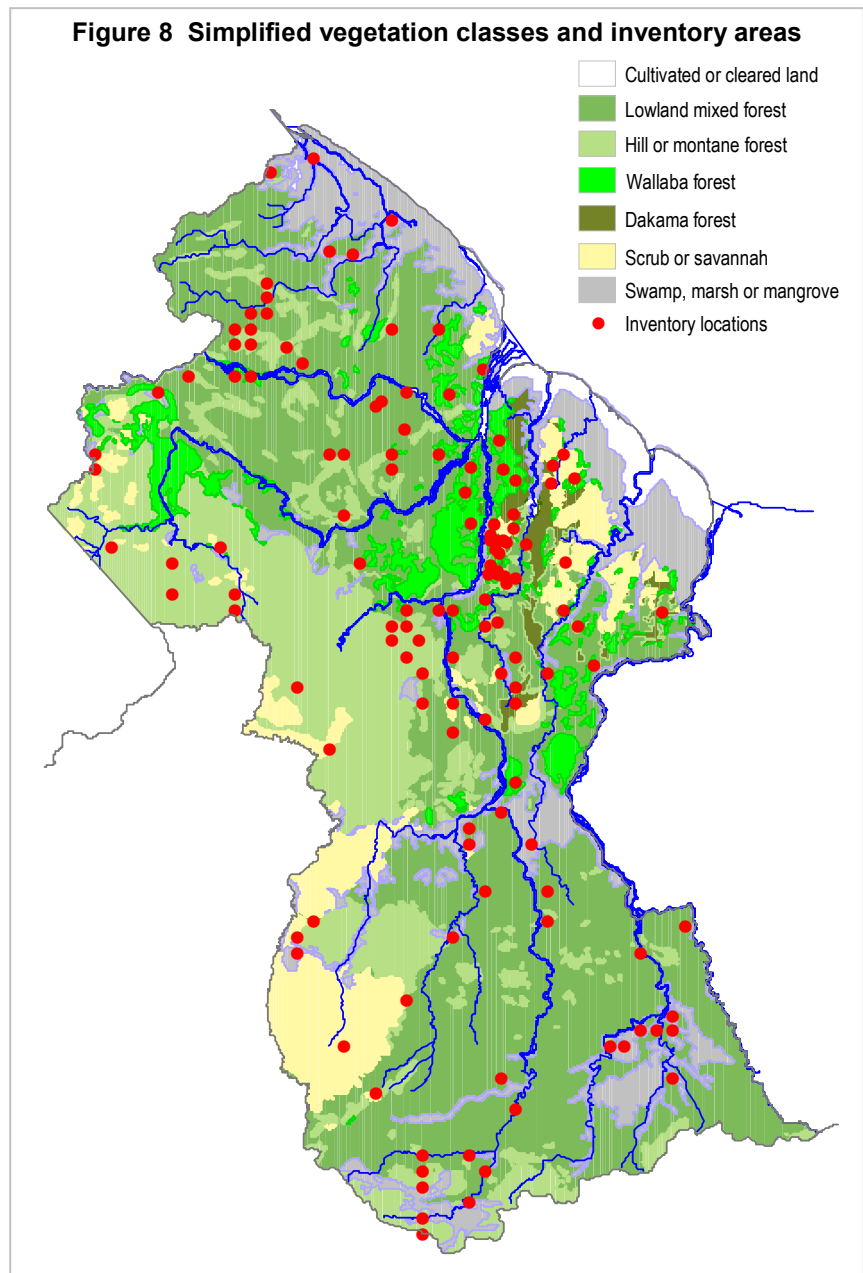 Figure 8 Simplified vegetation classes and inventory areas
Cultivated or cleared land
Lowland mixed forest
Hill or montane forest
Wallaba forest
Dakama forest
Scrub or savannah
Swamp, marsh or mangrove
Inventory locations